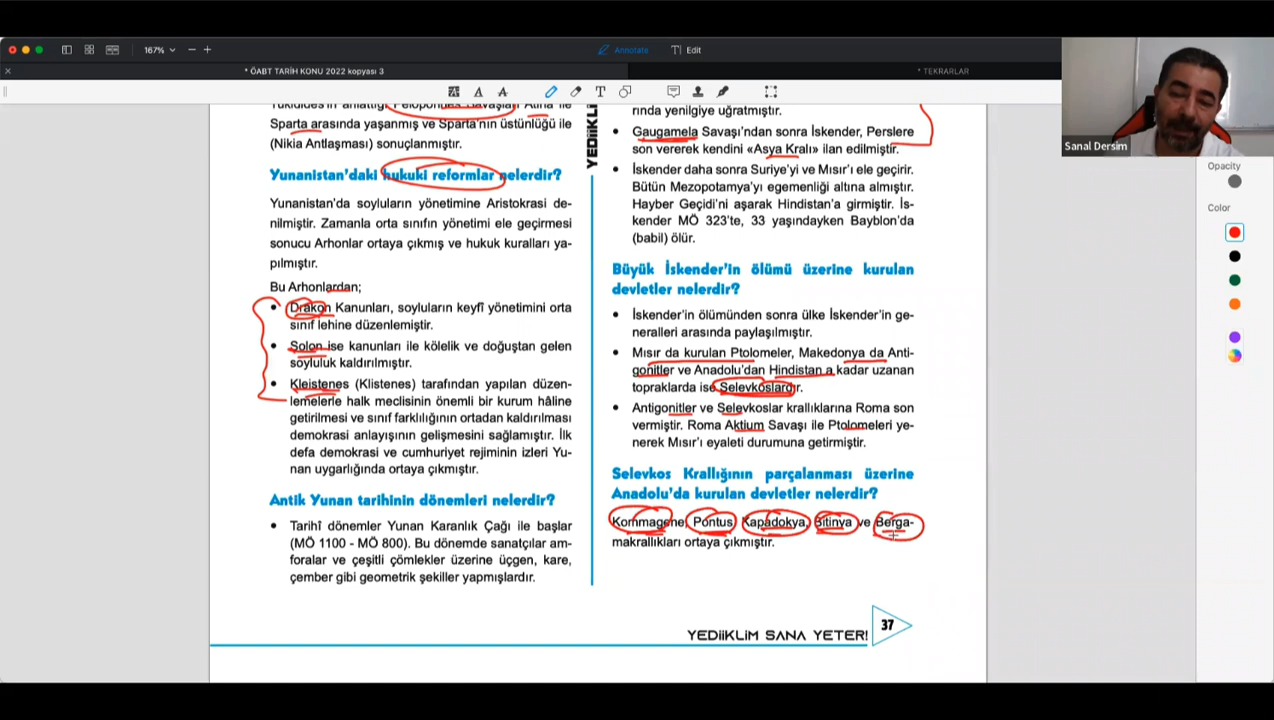 167%
Annotate
Edit
* ÖABT TARİH KONU 2022 kopyası 3
* TEKRARLAR
Sanal Dersim
Opacity
Color
Tukidides'in anlattığı Peloponnes Savaşları Atina ile
Sparta arasında yaşanmış ve Sparta'nın üstünlüğü ile
(Nikia Antlaşması) sonuçlanmıştır.
Yunanistan'daki hukuki reformlar nelerdir?
Yunanistan'da soyluların yönetimine Aristokrasi de-
nilmiştir. Zamanla orta sınıfın yönetimi ele geçirmesi
sonucu Arhonlar ortaya çıkmış ve hukuk kuralları ya-
pılmıştır.
Bu Arhonlardan;
• Drakon Kanunları, soyluların keyfî yönetimini orta
sınıf lehine düzenlemiştir.
• Solon ise kanunları ile kölelik ve doğuştan gelen
soyluluk kaldırılmıştır.
• Kleistenes (Klistenes) tarafından yapılan düzen-
lemelerle halk meclisinin önemli bir kurum hâline
getirilmesi ve sınıf farklılığının ortadan kaldırılması
demokrasi anlayışının gelişmesini sağlamıştır. İlk
defa demokrasi ve cumhuriyet rejiminin izleri Yu-
nan uygarlığında ortaya çıkmıştır.
Antik Yunan tarihinin dönemleri nelerdir?
• Tarihî dönemler Yunan Karanlık Çağı ile başlar
(MÖ 1100 - MÖ 800). Bu dönemde sanatçılar am-
foralar ve çeşitli çömlekler üzerine üçgen, kare,
çember gibi geometrik şekiller yapmışlardır.
YEDİİKLİ
rında yenilgiye uğratmıştır.
• Gaugamela Savaşı'ndan sonra İskender, Perslere
son vererek kendini «Asya Kralı» ilan edilmiştir.
• İskender daha sonra Suriye'yi ve Mısır'ı ele geçirir.
Bütün Mezopotamya'yı egemenliği altına almıştır.
Hayber Geçidi'ni aşarak Hindistan'a girmiştir. İs-
kender MÖ 323'te, 33 yaşındayken Bayblon'da
(babil) ölür.
Büyük İskender'in ölümü üzerine kurulan
devletler nelerdir?
• İskender'in ölümünden sonra ülke İskender'in ge-
neralleri arasında paylaşılmıştır.
• Mısır da kurulan Ptolomeler, Makedonya da Anti-
gonitler ve Anadolu'dan Hindistan a kadar uzanan
topraklarda ise Selevkoslardır.
• Antigonitler ve Selevkoslar krallıklarına Roma son
vermiştir. Roma Aktium Savaşı ile Ptolomeleri ye-
nerek Mısır'ı eyaleti durumuna getirmiştir.
Selevkos Krallığının parçalanması üzerine
Anadolu'da kurulan devletler nelerdir?
Kommagene, Pontus, Kapadokya, Bitinya ve Berga-
makrallıkları ortaya çıkmıştır.
YEDİİKLİM SANA YETER!
37